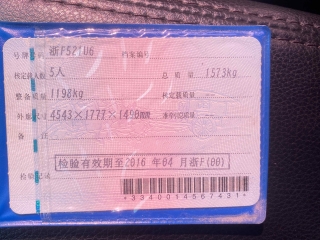 号牌号码 浙F521U6 档案编号
核定载人数 5人 总质量 1573kg
整备质量 1198kg 核定载质量 --
外廓尺寸 4543×1777×1490mm 准牵引总质量 --
备注
检验有效期至2016年04月浙F(00)
检验记录
*3340014567431*